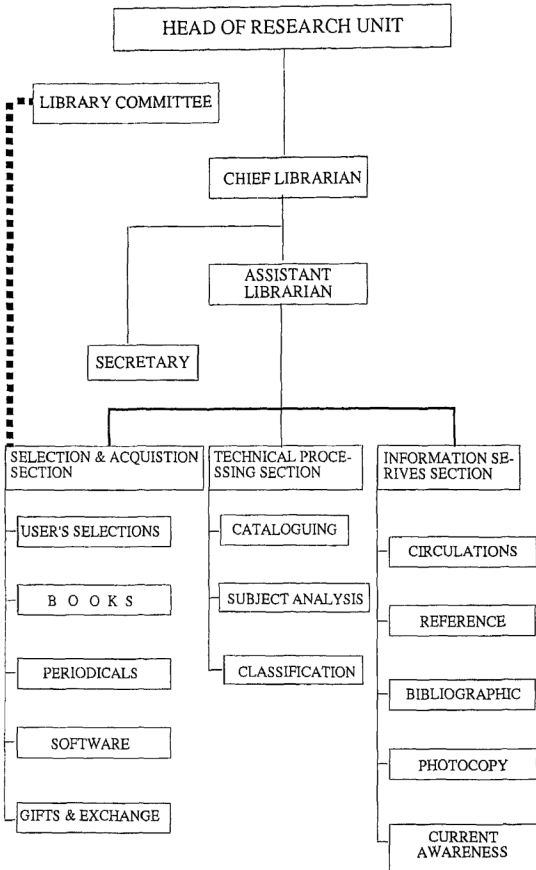 HEAD OF RESEARCH UNIT
LIBRARY COMMITTEE
CHIEF LIBRARIAN
ASSISTANT
LIBRARIAN
SECRETARY
SELECTION & ACQUISTION
SECTION
USER'S SELECTIONS
B O O K S
PERIODICALS
SOFTWARE
GIFTS & EXCHANGE
TECHNICAL PROCE-
SSING SECTION
CATALOGUING
SUBJECT ANALYSIS
CLASSIFICATION
INFORMATION SE-
RIVES SECTION
CIRCULATIONS
REFERENCE
BIBLIOGRAPHIC
PHOTOCOPY
CURRENT
AWARENESS